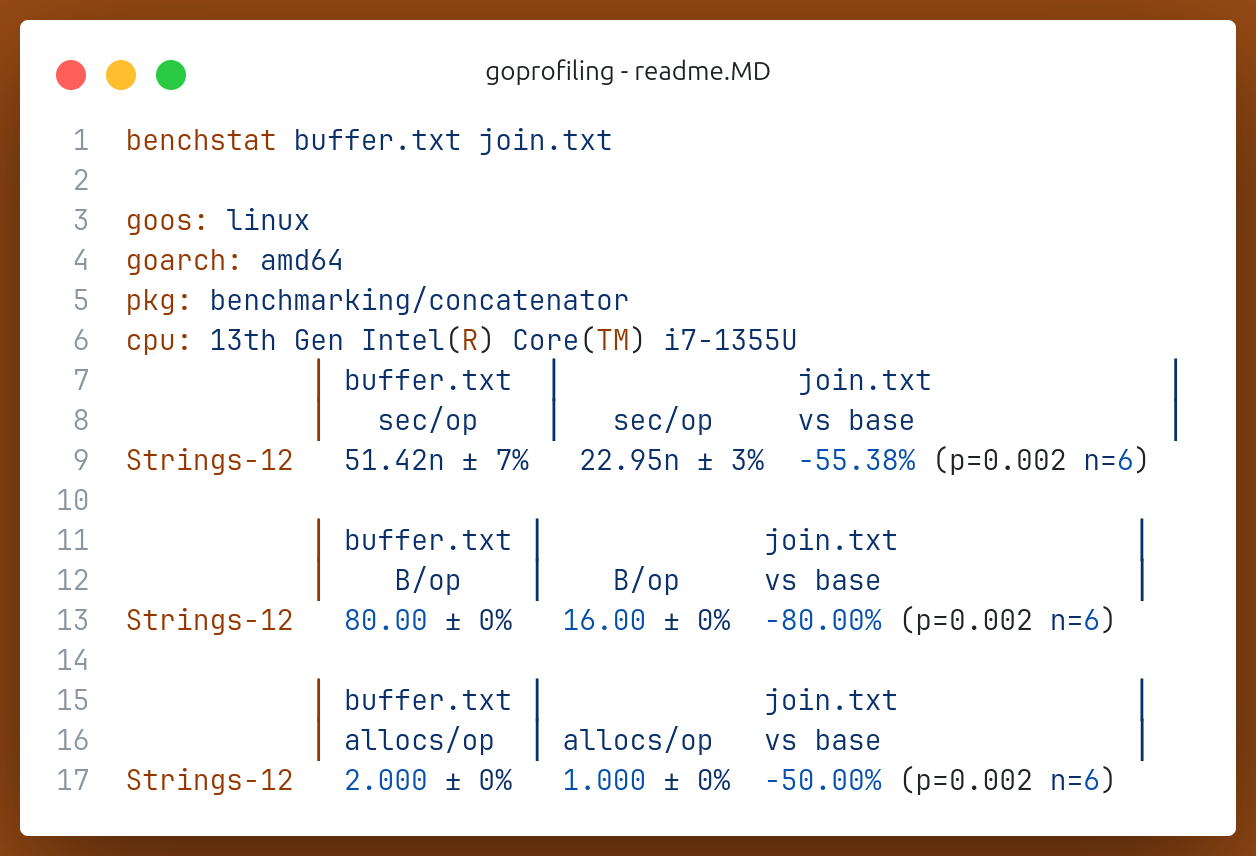 goprofiling - readme.MD
1 benchstat buffer.txt join.txt
2
3 goos: linux
4 goarch: amd64
5 pkg: benchmarking/concatenator
6 cpu: 13th Gen Intel(R) Core(TM) i7-1355U
7 │ buffer.txt │ join.txt │
8 │ sec/op │ sec/op vs base │
9 Strings-12 51.42n ± 7% 22.95n ± 3% -55.38% (p=0.002 n=6)
10
11 │ buffer.txt │ join.txt │
12 │ B/op │ B/op vs base │
13 Strings-12 80.00 ± 0% 16.00 ± 0% -80.00% (p=0.002 n=6)
14
15 │ buffer.txt │ join.txt │
16 │ allocs/op │ allocs/op vs base │
17 Strings-12 2.000 ± 0% 1.000 ± 0% -50.00% (p=0.002 n=6)